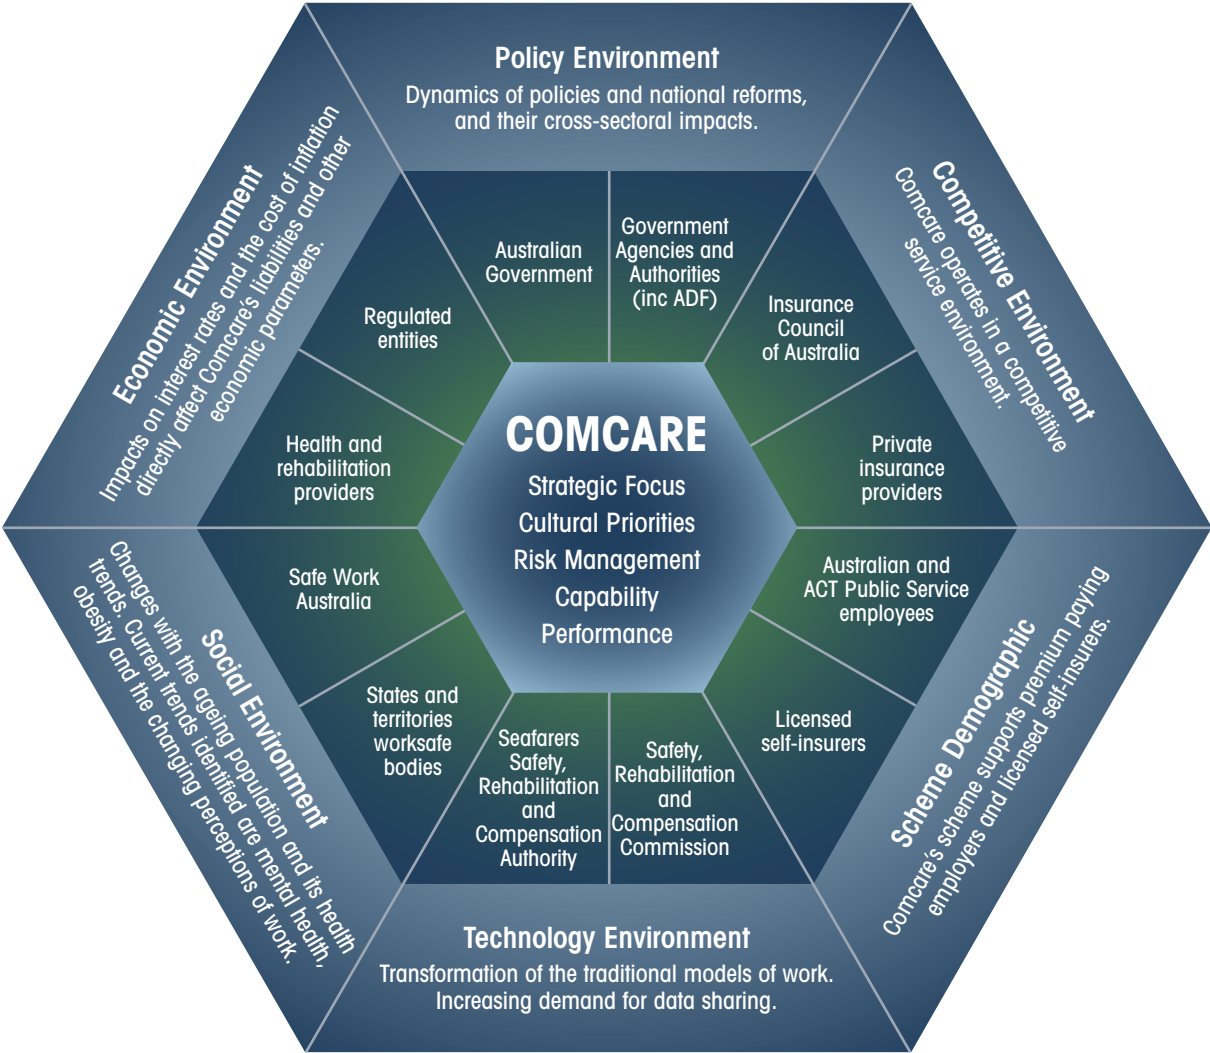 Policy Environment
Dynamics of policies and national reforms,
and their cross-sectoral impacts.
Competitive Environment
Comcare operates in a competitive
service environment.
Scheme Demographic
Comcare's scheme supports premium paying
employers and licensed self-insurers.
Technology Environment
Transformation of the traditional models of work.
Increasing demand for data sharing.
Social Environment
Changes with the ageing population and its health
trends. Current trends identified are mental health,
obesity and the changing perceptions of work.
Economic Environment
Impacts on interest rates and the cost of inflation
directly affect Comcare's liabilities and other
economic parameters.
Australian
Government
Government
Agencies and
Authorities
(inc ADF)
Insurance
Council
of Australia
Private
insurance
providers
Australian and
ACT Public Service
employees
Licensed
self-insurers
Safety,
Rehabilitation
and
Compensation
Commission
Seafarers
Safety,
Rehabilitation
and
Compensation
Authority
States and
territories
worksafe
bodies
Safe Work
Australia
Health and
rehabilitation
providers
Regulated
entities
COMCARE
Strategic Focus
Cultural Priorities
Risk Management
Capability
Performance